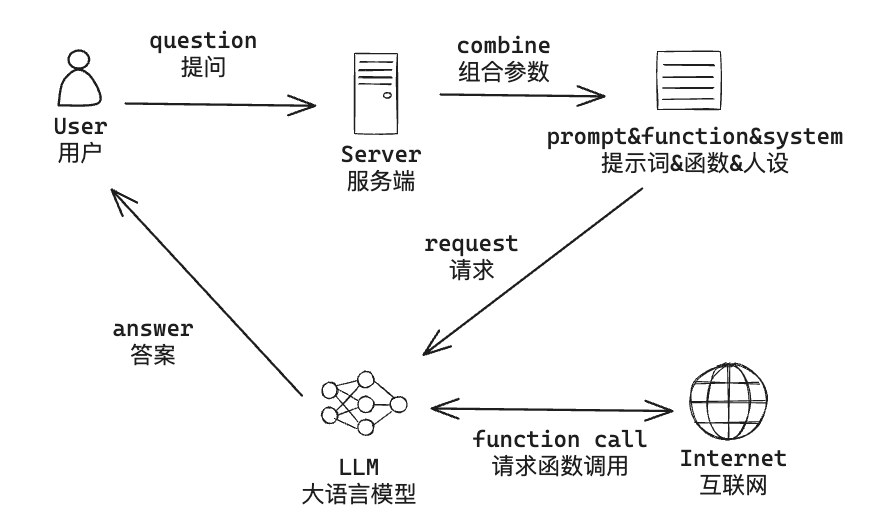 question
提问
combine
组合参数
User
用户
Server
服务端
prompt&function&system
提示词&函数&人设
request
请求
answer
答案
function call
请求函数调用
LLM
大语言模型
Internet
互联网